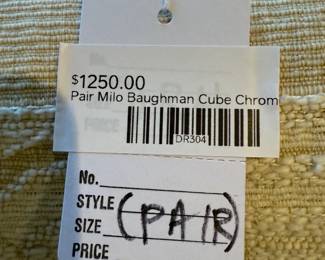 $1250.00
Pair Milo Baughman Cube Chrom
DR304
No.
STYLE
SIZE (PAIR)
PRICE